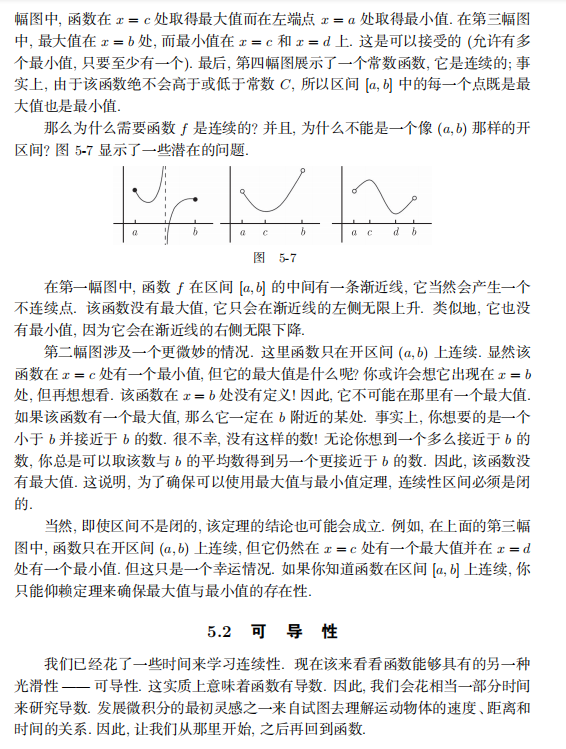 幅图中, 函数在 x = c 处取得最大值而在左端点 x = a 处取得最小值. 在第三幅图
中, 最大值在 x = b 处, 而最小值在 x = c 和 x = d 上. 这是可以接受的 (允许有多
个最小值, 只要至少有一个). 最后, 第四幅图展示了一个常数函数, 它是连续的; 事
实上, 由于该函数绝不会高于或低于常数 C, 所以区间 [a, b] 中的每一个点既是最
大值也是最小值.
那么为什么需要函数 f 是连续的? 并且, 为什么不能是一个像 (a, b) 那样的开
区间? 图 5-7 显示了一些潜在的问题.
a b a c b a c d b
图 5-7
在第一幅图中, 函数 f 在区间 [a, b] 的中间有一条渐近线, 它当然会产生一个
不连续点. 该函数没有最大值, 它只会在渐近线的左侧无限上升. 类似地, 它也没
有最小值, 因为它会在渐近线的右侧无限下降.
第二幅图涉及一个更微妙的情况. 这里函数只在开区间 (a, b) 上连续. 显然该
函数在 x = c 处有一个最小值, 但它的最大值是什么呢? 你或许会想它出现在 x = b
处, 但再想想看. 该函数在 x = b 处没有定义! 因此, 它不可能在那里有一个最大值.
如果该函数有一个最大值, 那么它一定在 b 附近的某处. 事实上, 你想要的是一个
小于 b 并接近于 b 的数. 很不幸, 没有这样的数! 无论你想到一个多么接近于 b 的
数, 你总是可以取该数与 b 的平均数得到另一个更接近于 b 的数. 因此, 该函数没
有最大值. 这说明, 为了确保可以使用最大值与最小值定理, 连续性区间必须是闭
的.
当然, 即使区间不是闭的, 该定理的结论也可能会成立. 例如, 在上面的第三幅
图中, 函数只在开区间 (a, b) 上连续, 但它仍然在 x = c 处有一个最大值并在 x = d
处有一个最小值. 但这只是一个幸运情况. 如果你知道函数在区间 [a, b] 上连续, 你
只能仰赖定理来确保最大值与最小值的存在性.
5.2 可 导 性
我们已经花了一些时间来学习连续性. 现在该来看看函数能够具有的另一种
光滑性 —— 可导性. 这实质上意味着函数有导数. 因此, 我们会花相当一部分时间
来研究导数. 发展微积分的最初灵感之一来自试图去理解运动物体的速度、距离和
时间的关系. 因此, 让我们从那里开始, 之后再回到函数.